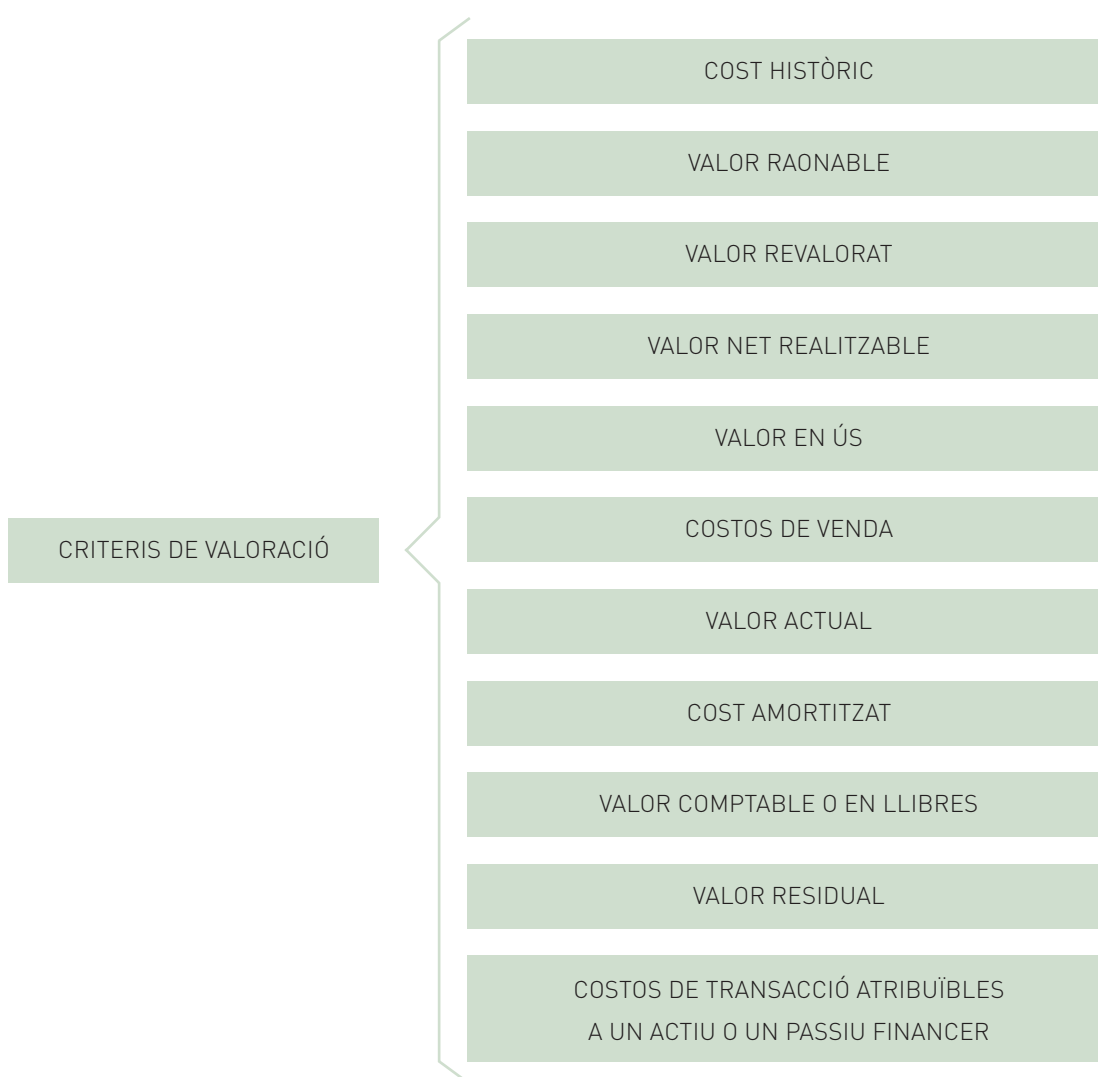 COST HISTÒRIC
VALOR RAONABLE
VALOR REVALORAT
VALOR NET REALITZABLE
VALOR EN ÚS
CRITERIS DE VALORACIÓ
COSTOS DE VENDA
VALOR ACTUAL
COST AMORTITZAT
VALOR COMPTABLE O EN LLIBRES
VALOR RESIDUAL
COSTOS DE TRANSACCIÓ ATRIBUÏBLES
A UN ACTIU O UN PASSIU FINANCER